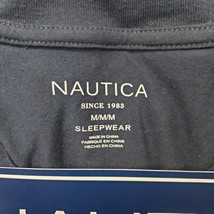 NAUTICA
SINCE 1983
M/M/M
SLEEPWEAR
MADE IN CHINA
FABRIQUÉ EN CHINE
HECHO EN CHINA